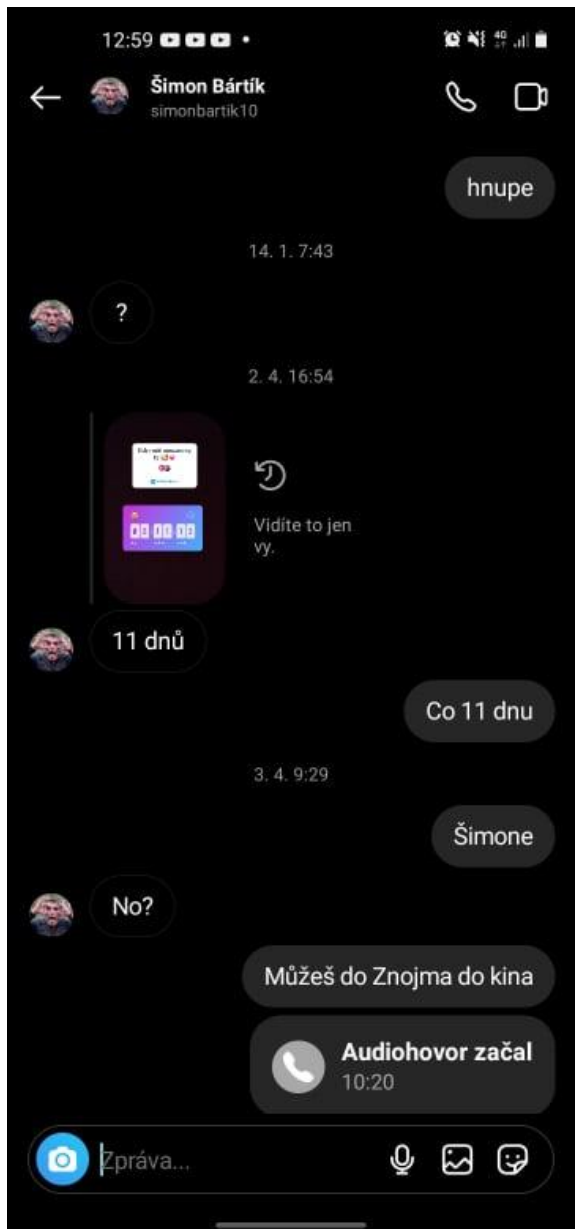 12:59
4G
Šimon Bártík
simonbartik10
hnupe
14. 1. 7:43
?
2. 4. 16:54
Vidíte to jen
vy.
11 dnů
Co 11 dnu
3. 4. 9:29
Šimone
No?
Můžeš do Znojma do kina
Audiohovor začal
10:20
Zpráva...